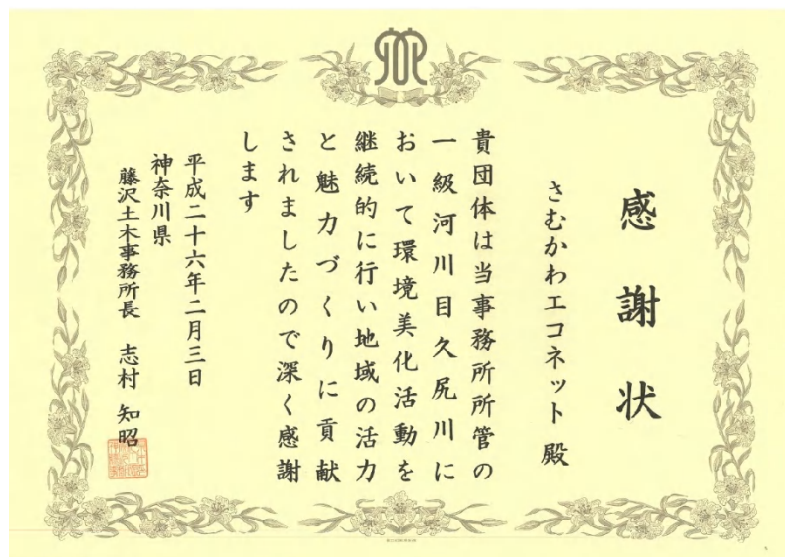 感謝状
さむかわエコネット 殿
貴団体は当事務所所管の
一級河川目久尻川に
おいて環境美化活動を
継続的に行い地域の活力
と魅力づくりに貢献
されましたので深く感謝
します
平成二十六年二月三日
神奈川県
藤沢土木事務所長 志村 知昭